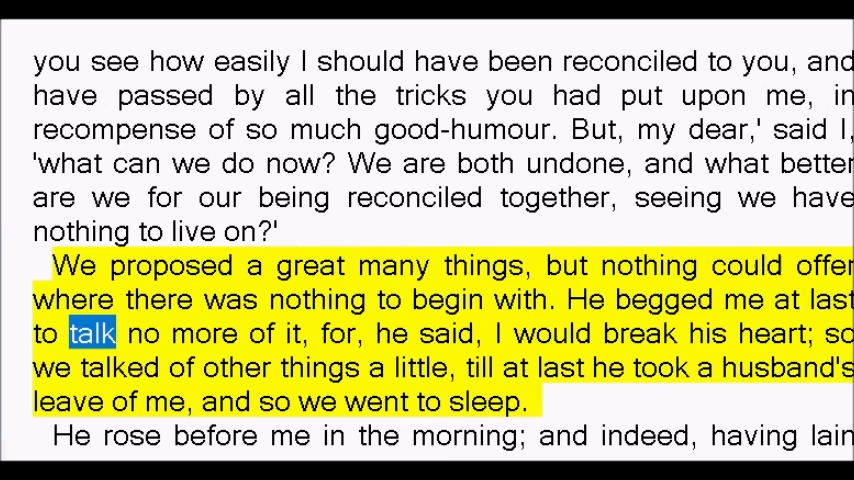 you see how easily I should have been reconciled to you, and
have passed by all the tricks you had put upon me, in
recompense of so much good-humour. But, my dear,' said I,
'what can we do now? We are both undone, and what better
are we for our being reconciled together, seeing we have
nothing to live on?'
We proposed a great many things, but nothing could offer
where there was nothing to begin with. He begged me at last
to talk no more of it, for, he said, I would break his heart; so
we talked of other things a little, till at last he took a husband's
leave of me, and so we went to sleep.
He rose before me in the morning; and indeed, having lain